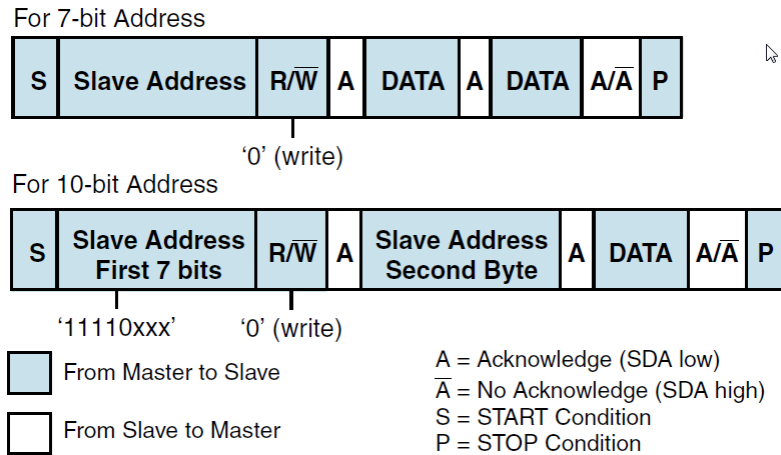 For 7-bit Address
S Slave Address R/W̅ A DATA A DATA A/A̅ P
‘0’ (write)
For 10-bit Address
S Slave Address First 7 bits R/W̅ A Slave Address Second Byte A DATA A/A̅ P
‘11110xxx’ ‘0’ (write)
From Master to Slave
From Slave to Master
A = Acknowledge (SDA low)
A̅ = No Acknowledge (SDA high)
S = START Condition
P = STOP Condition